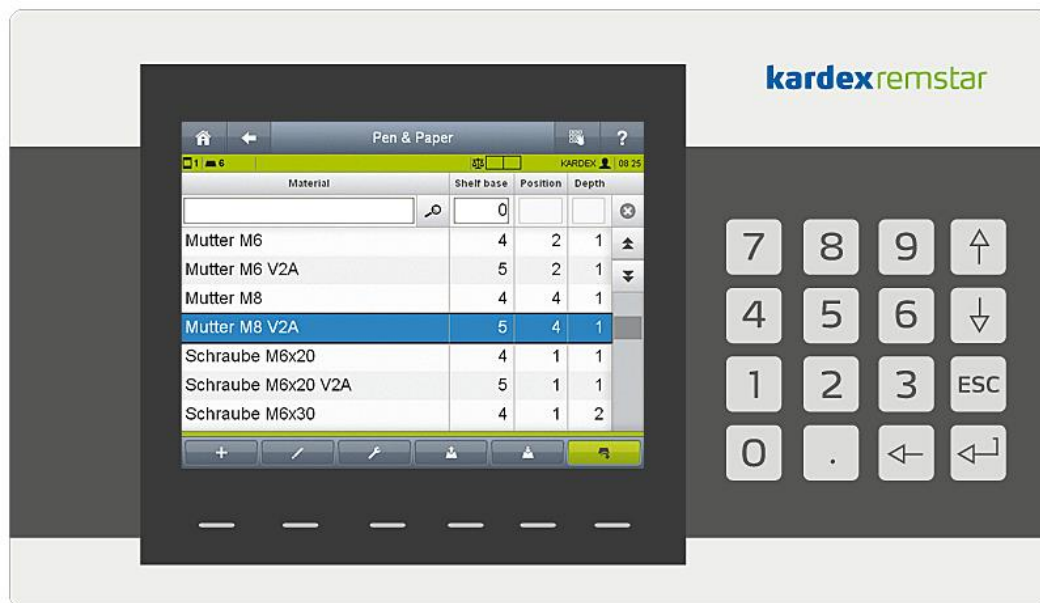 kardexremstar
Pen & Paper ?
1 6 KARDEX 08 25
Material Shelf base Position Depth
0
Mutter M6 4 2 1
Mutter M6 V2A 5 2 1
Mutter M8 4 4 1
Mutter M8 V2A 5 4 1
Schraube M6x20 4 1 1
Schraube M6x20 V2A 5 1 1
Schraube M6x30 4 1 2
7 8 9
4 5 6
1 2 3 ESC
0 .